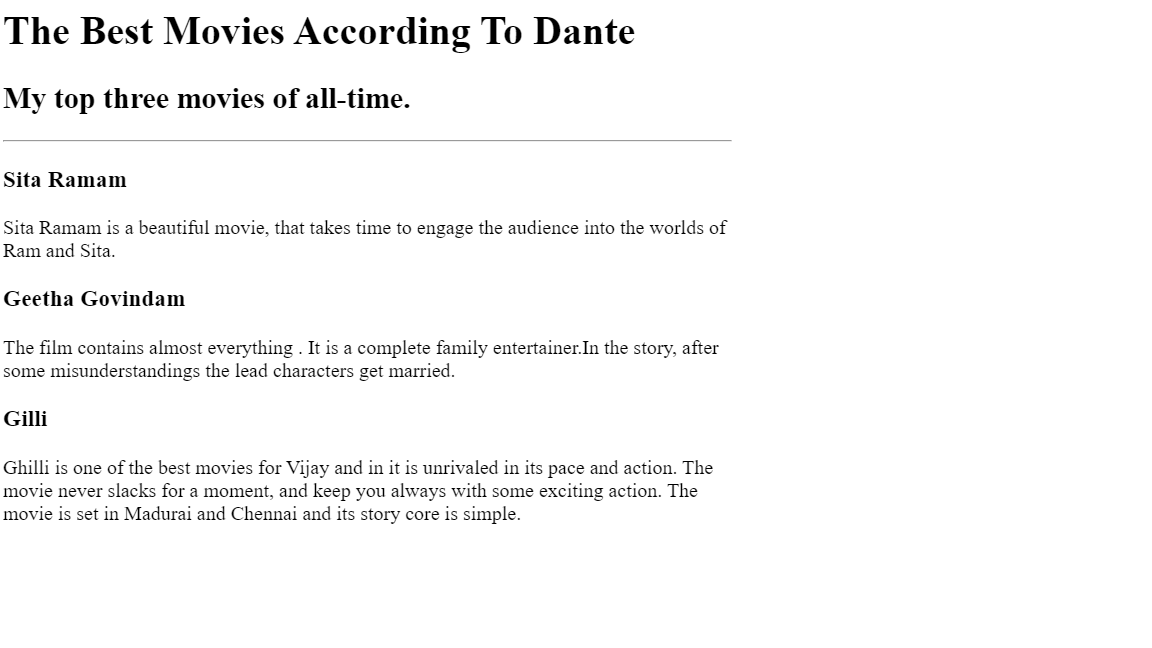 The Best Movies According To Dante
My top three movies of all-time.
Sita Ramam
Sita Ramam is a beautiful movie, that takes time to engage the audience into the worlds of
Ram and Sita.
Geetha Govindam
The film contains almost everything . It is a complete family entertainer.In the story, after
some misunderstandings the lead characters get married.
Gilli
Ghilli is one of the best movies for Vijay and in it is unrivaled in its pace and action. The
movie never slacks for a moment, and keep you always with some exciting action. The
movie is set in Madurai and Chennai and its story core is simple.